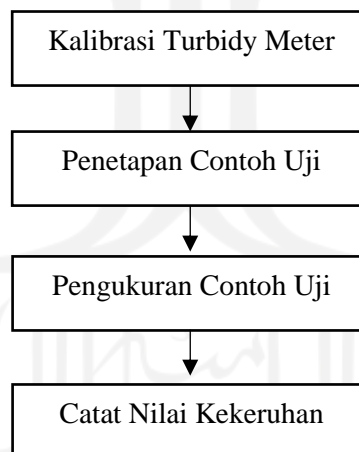 Kalibrasi Turbidy Meter
Penetapan Contoh Uji
Pengukuran Contoh Uji
Catat Nilai Kekeruhan